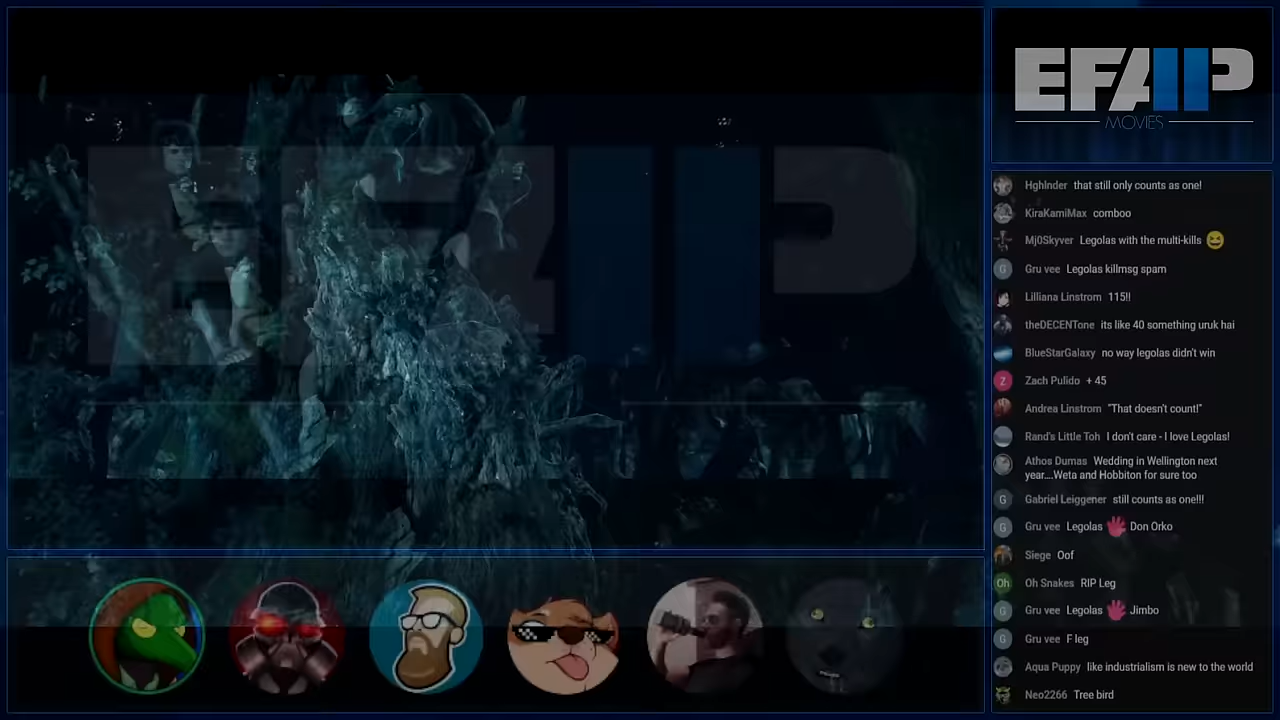 EFAP
MOVIES
EFAP
HghInder that still only counts as one!
KiraKamiMax comboo
Mj0Skyver Legolas with the multi-kills
G Gru vee Legolas killmsg spam
Lilliana Linstrom 115!!
theDECENTone its like 40 something uruk hai
BlueStarGalaxy no way legolas didn't win
Z Zach Pulido + 45
Andrea Linstrom "That doesn't count!"
Rand's Little Toh I don't care - I love Legolas!
Athos Dumas Wedding in Wellington next
year....Weta and Hobbiton for sure too
G Gabriel Leiggener still counts as one!!!
G Gru vee Legolas Don Orko
Siege Oof
Oh Oh Snakes RIP Leg
G Gru vee Legolas Jimbo
G Gru vee F leg
Aqua Puppy like industrialism is new to the world
Neo2266 Tree bird